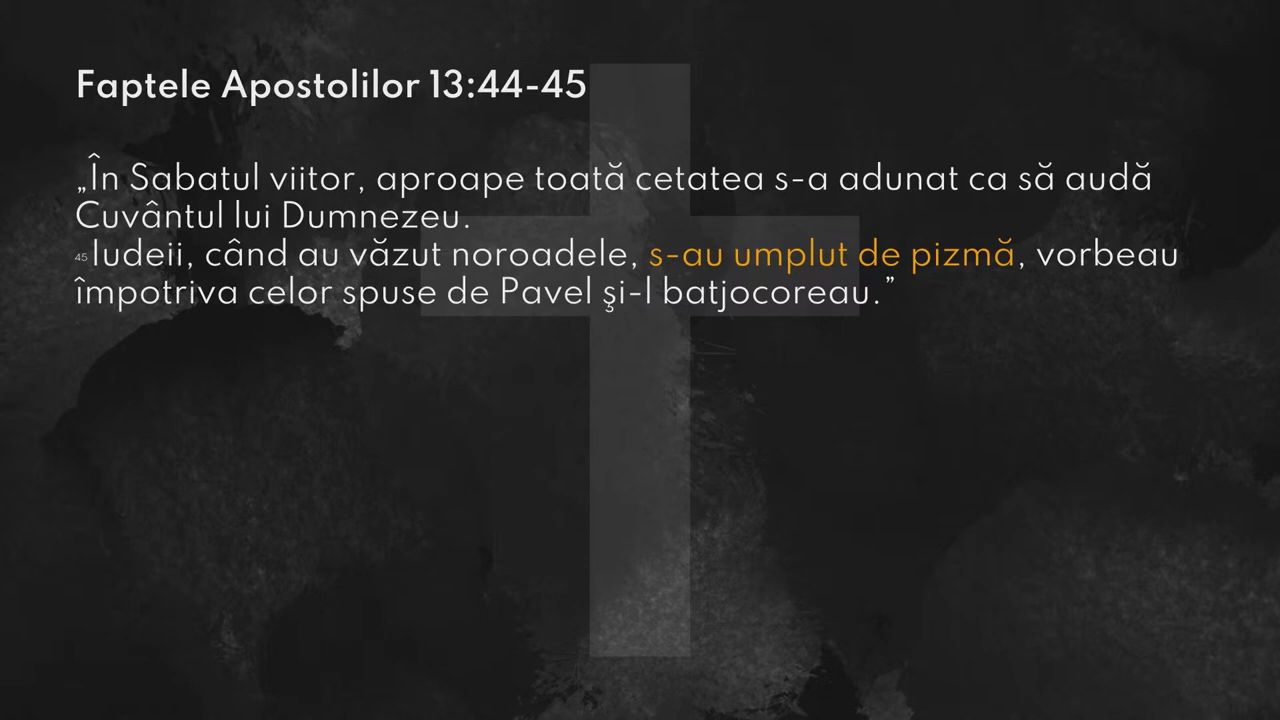 Faptele Apostolilor 13:44-45
„În Sabatul viitor, aproape toată cetatea s-a adunat ca să audă
Cuvântul lui Dumnezeu.
45 Iudeii, când au văzut noroadele, s-au umplut de pizmă, vorbeau
împotriva celor spuse de Pavel şi-l batjocoreau.”